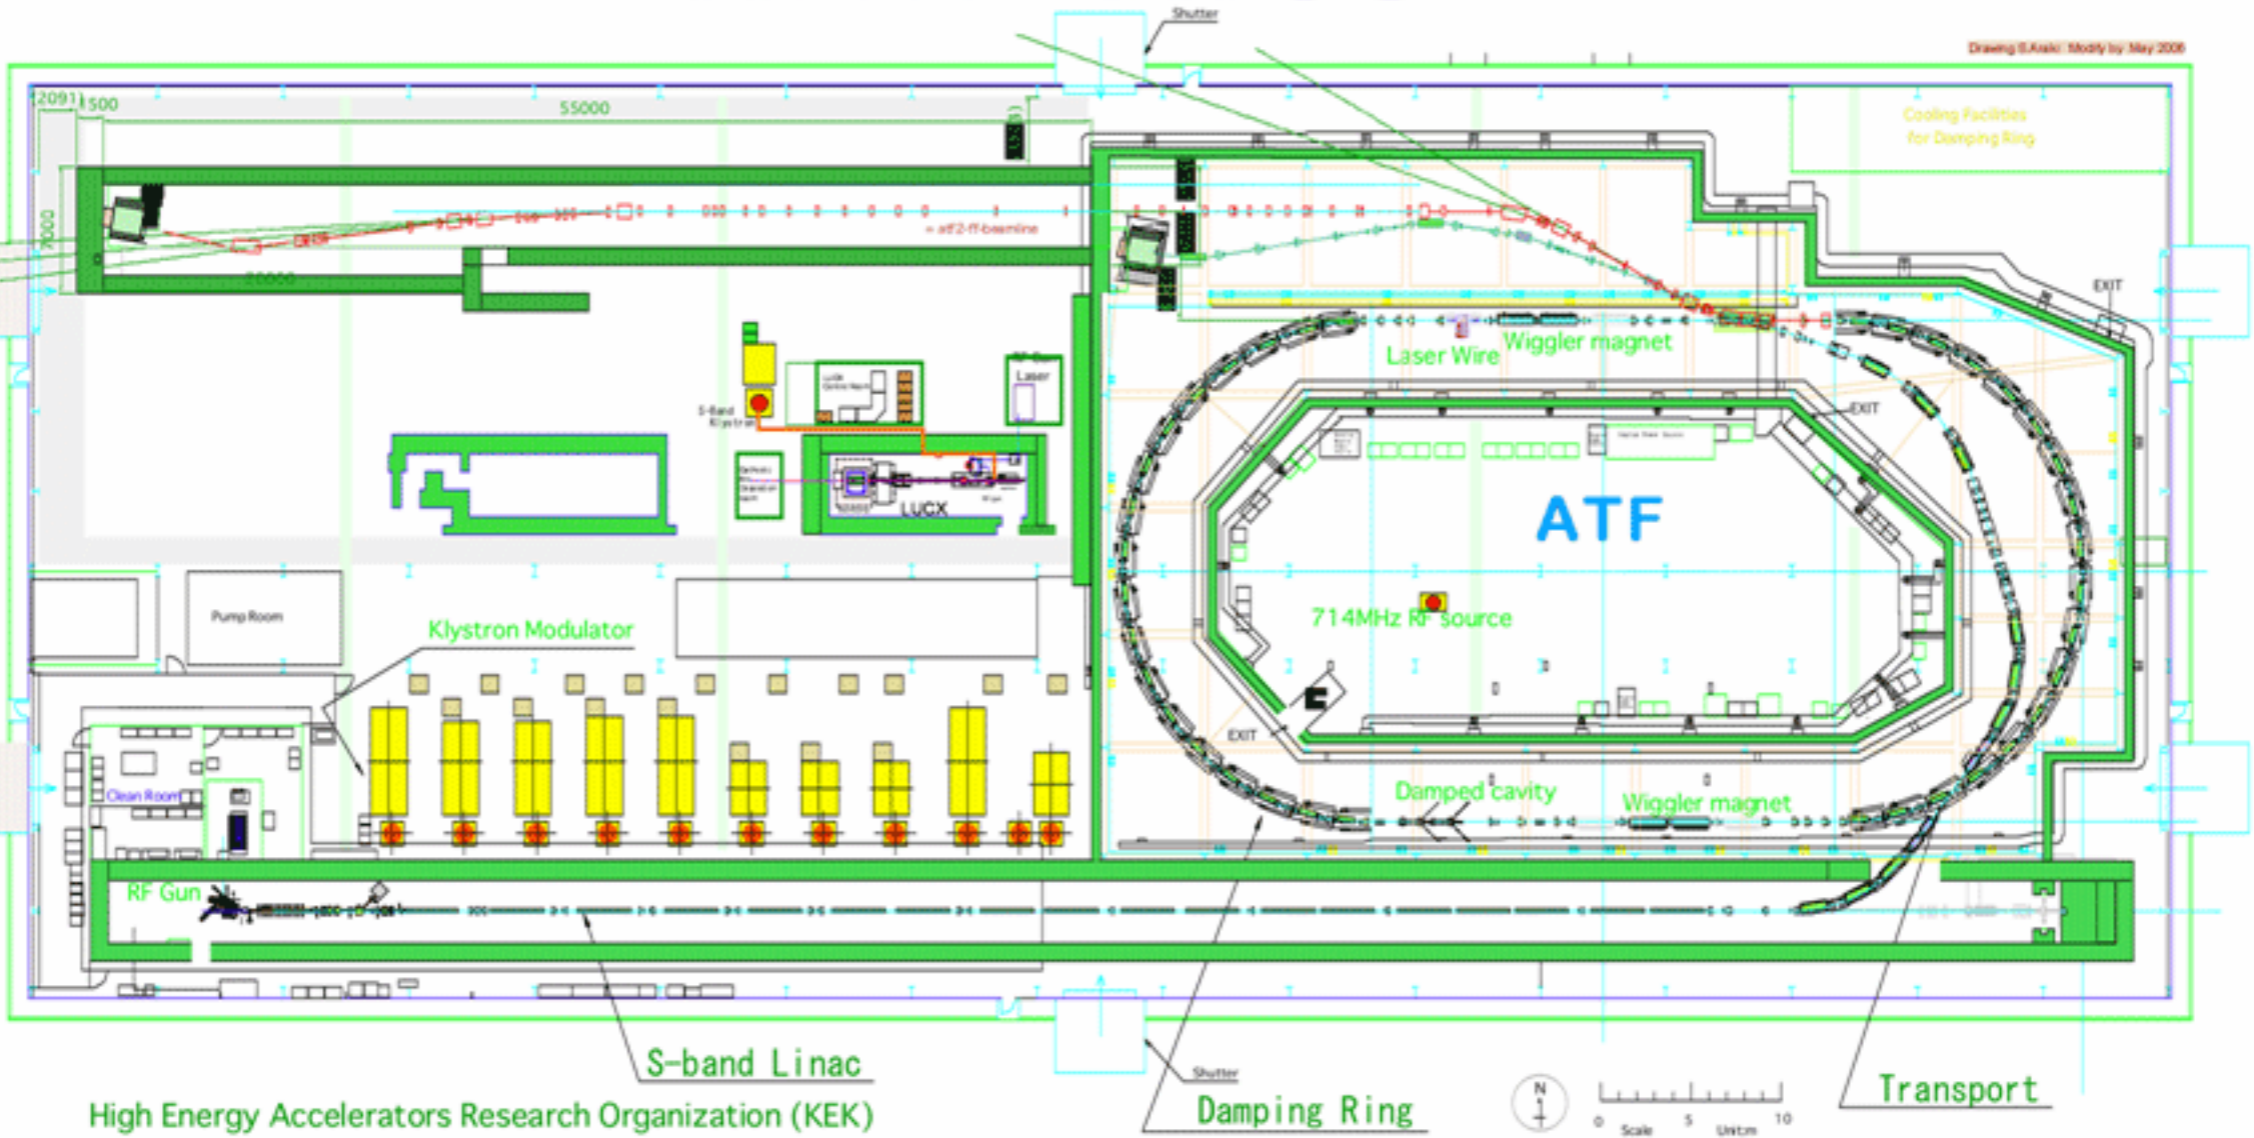 Shutter
Drawing S.Araki: Modify by: May 2006
(2091)
1500
55000
Cooling Facilities
for Damping Ring
7000
= atf2-ff-beamline
EXIT
Laser Wire
Wiggler magnet
Laser
S-Band
Klystron
EXIT
LUCX
ATF
714MHz RF source
Pump Room
Klystron Modulator
EXIT
Clean Room
Damped cavity
Wiggler magnet
RF Gun
S-band Linac
Shutter
Damping Ring
Transport
N
0
5
10
Scale
Unit:m
High Energy Accelerators Research Organization (KEK)